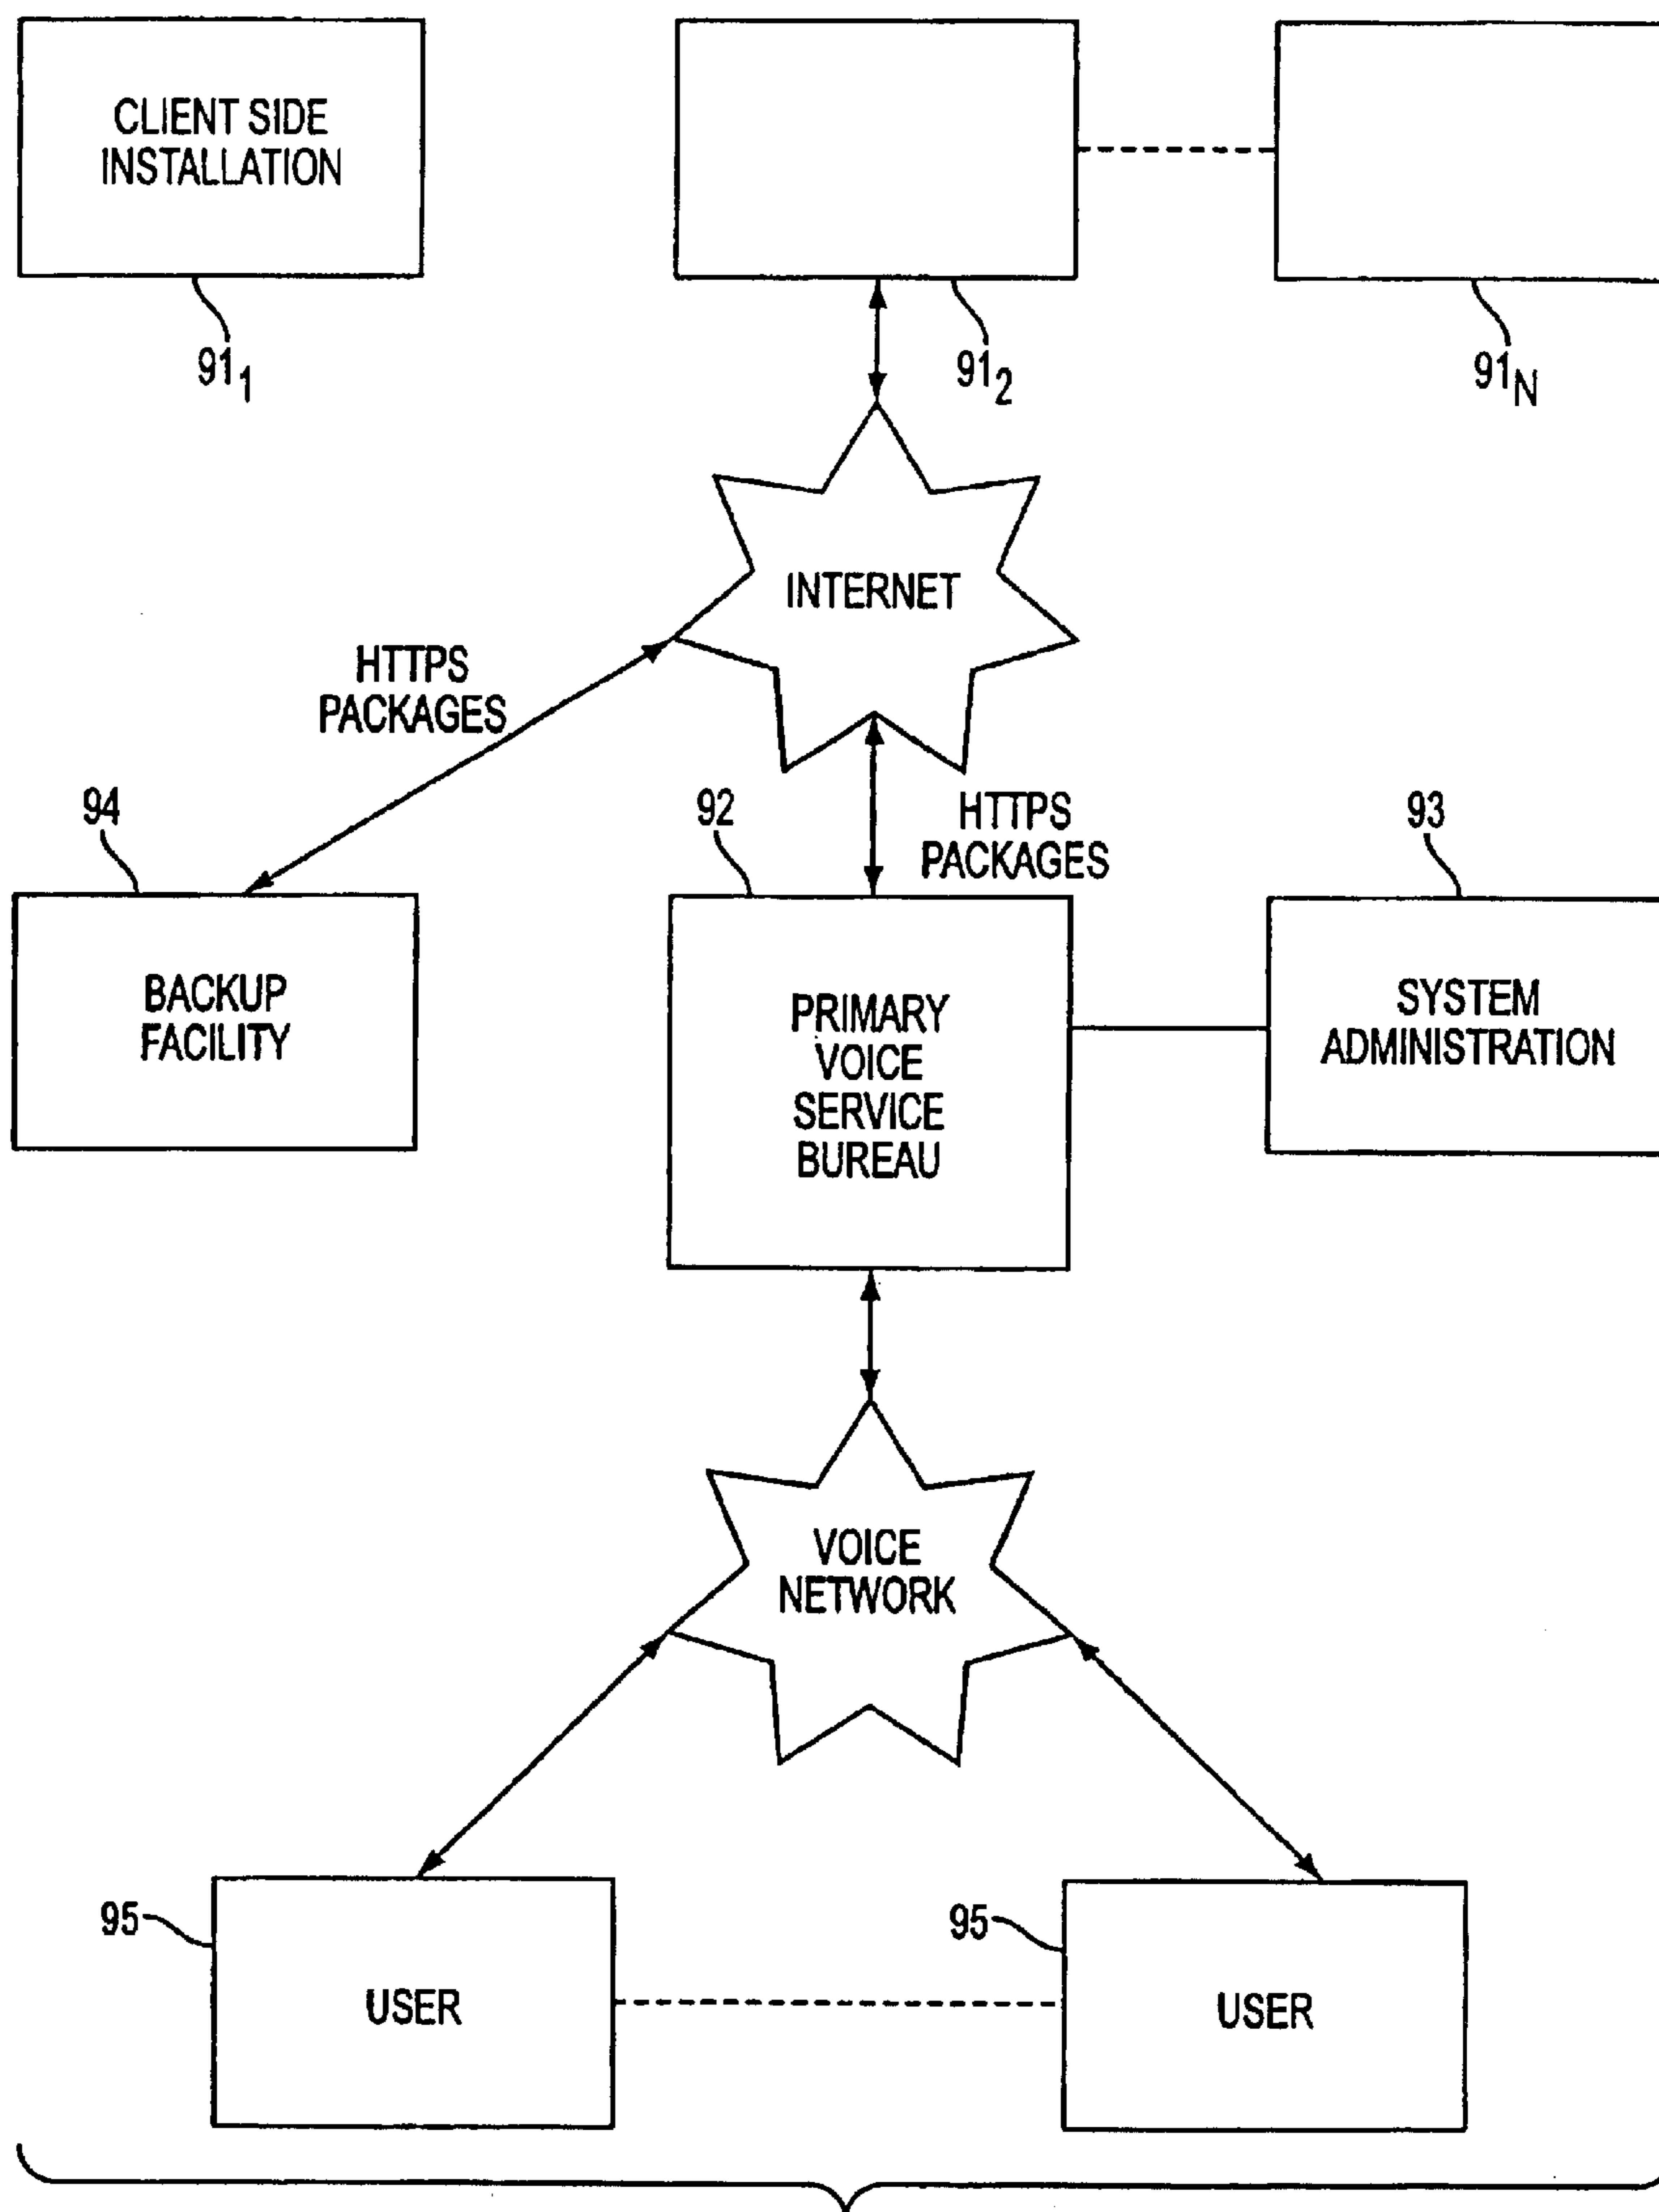 CLIENT SIDE
INSTALLATION
91₁
91₂
91N
INTERNET
HTTPS
PACKAGES
HTTPS
PACKAGES
94
92
93
BACKUP
FACILITY
PRIMARY
VOICE
SERVICE
BUREAU
SYSTEM
ADMINISTRATION
VOICE
NETWORK
95
95
USER
USER